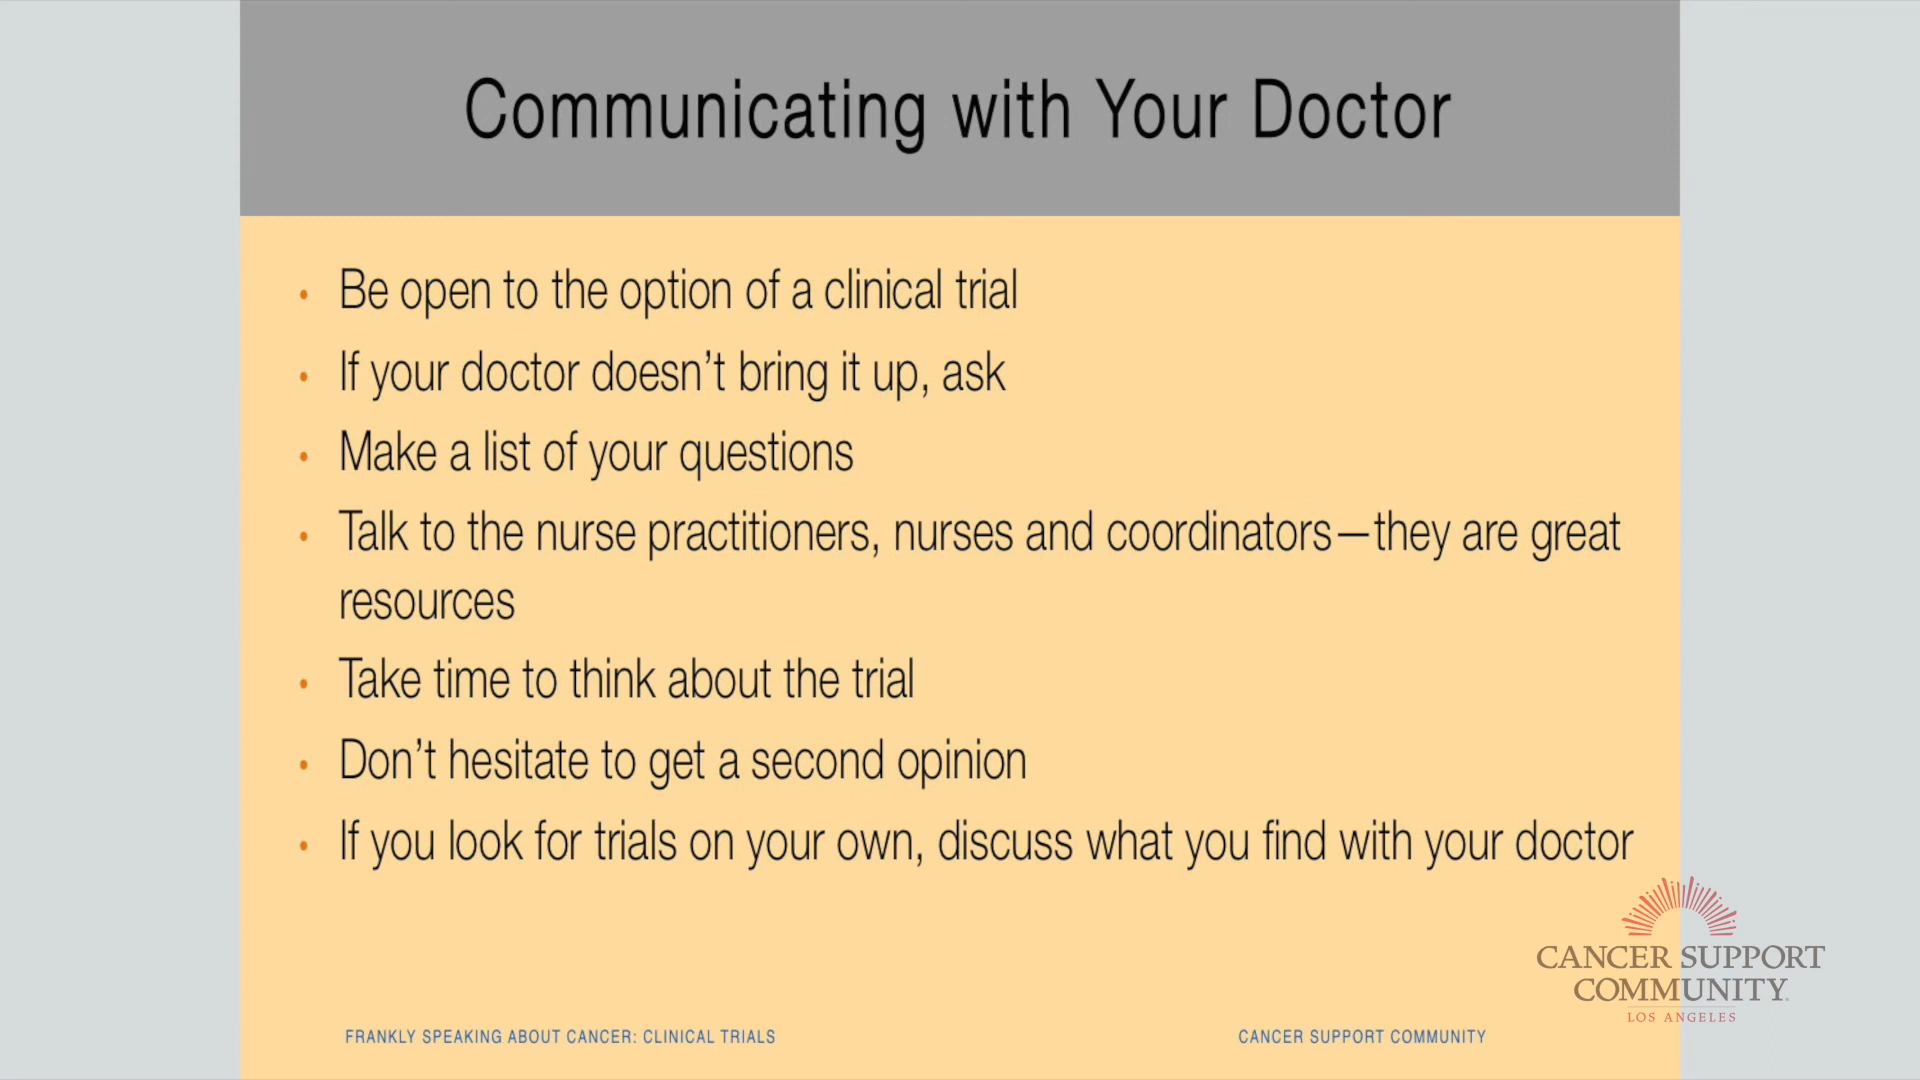 Communicating with Your Doctor
• Be open to the option of a clinical trial
• If your doctor doesn’t bring it up, ask
• Make a list of your questions
• Talk to the nurse practitioners, nurses and coordinators—they are great
resources
• Take time to think about the trial
• Don’t hesitate to get a second opinion
• If you look for trials on your own, discuss what you find with your doctor
CANCER SUPPORT
COMMUNITY
LOS ANGELES
FRANKLY SPEAKING ABOUT CANCER: CLINICAL TRIALS
CANCER SUPPORT COMMUNITY